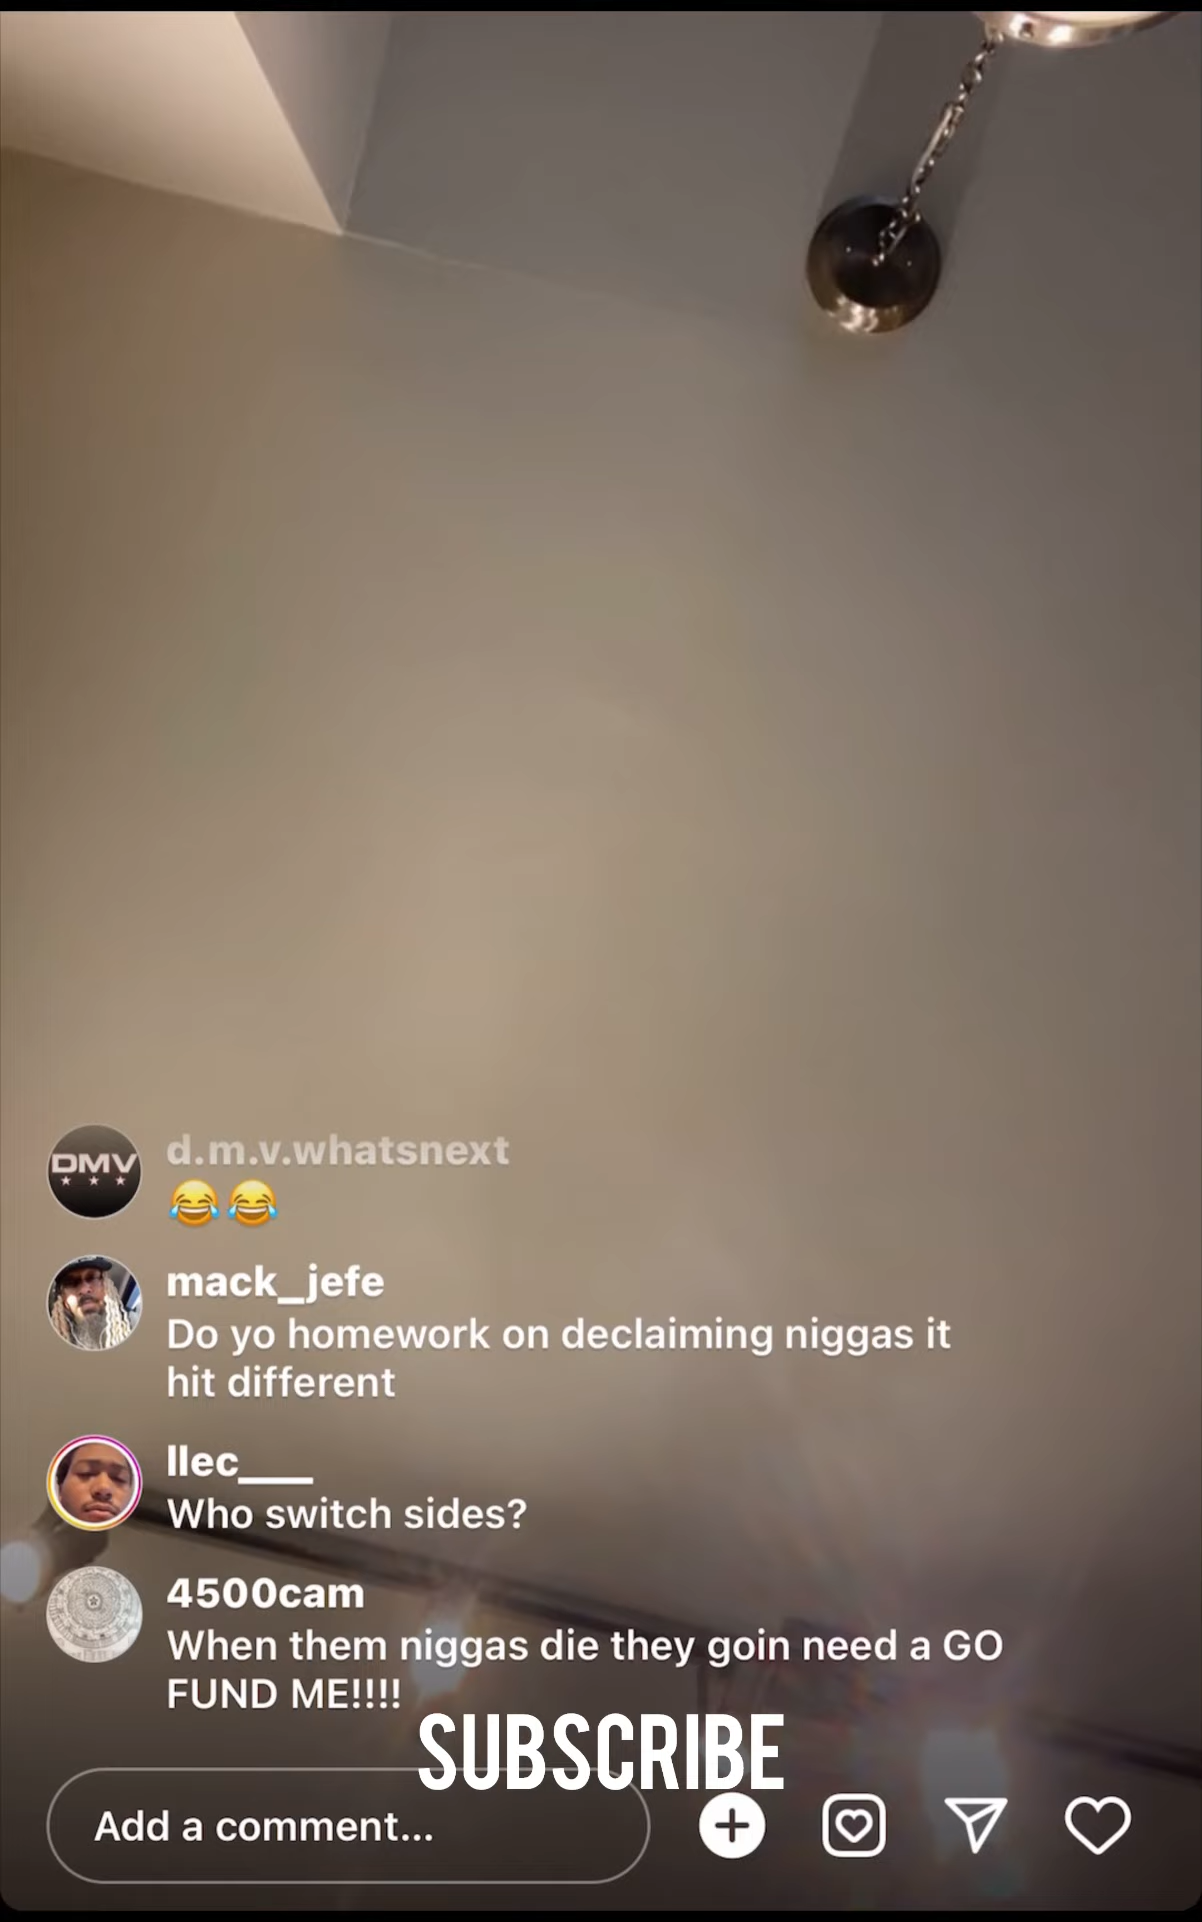 DMV
d.m.v.whatsnext
😂😂
mack_jefe
Do yo homework on declaiming niggas it
hit different
llec___
Who switch sides?
4500cam
When them niggas die they goin need a GO
FUND ME!!!!
SUBSCRIBE
Add a comment...